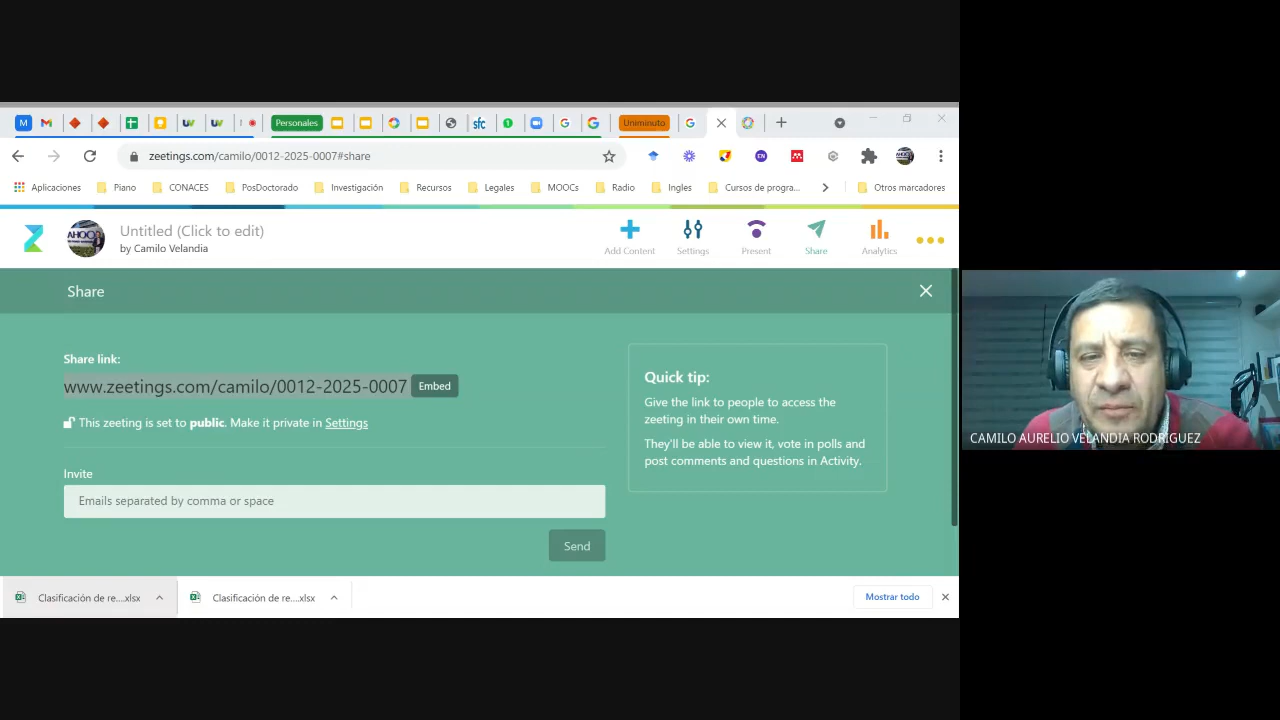 M
Personales
sfc
1
Uniminuto
zeetings.com/camilo/0012-2025-0007#share
EN
Aplicaciones
Piano
CONACES
PosDoctorado
Investigación
Recursos
Legales
MOOCs
Radio
Ingles
Cursos de progra...
Otros marcadores
AHOO
Untitled (Click to edit)
by Camilo Velandia
Add Content
Settings
Present
Share
Analytics
Share
Share link:
www.zeetings.com/camilo/0012-2025-0007
Embed
This zeeting is set to public. Make it private in Settings
Invite
Emails separated by comma or space
Send
Quick tip:
Give the link to people to access the
zeeting in their own time.
They'll be able to view it, vote in polls and
post comments and questions in Activity.
CAMILO AURELIO VELANDIA RODRIGUEZ
Clasificación de re....xlsx
Clasificación de re....xlsx
Mostrar todo